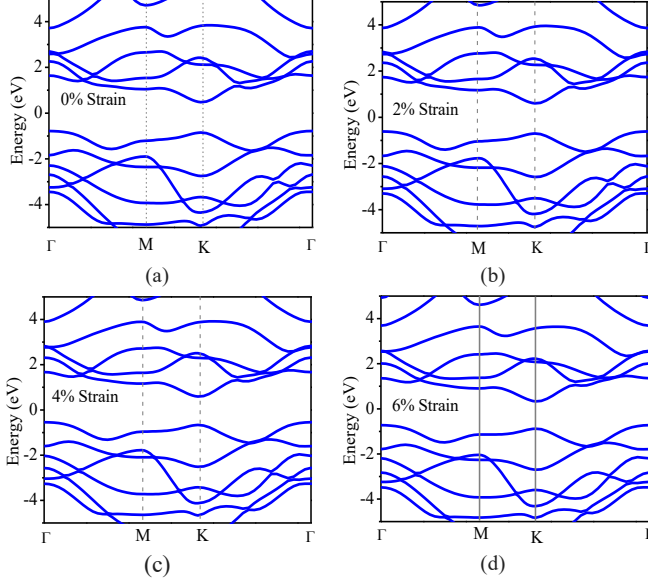 4
2
0
-2
-4
Energy (eV)
0% Strain
Γ
M
K
Γ
(a)
4
2
0
-2
-4
Energy (eV)
2% Strain
Γ
M
K
(b)
4
2
0
-2
-4
Energy (eV)
4% Strain
Γ
M
K
Γ
(c)
4
2
0
-2
-4
Energy (eV)
6% Strain
Γ
M
K
(d)